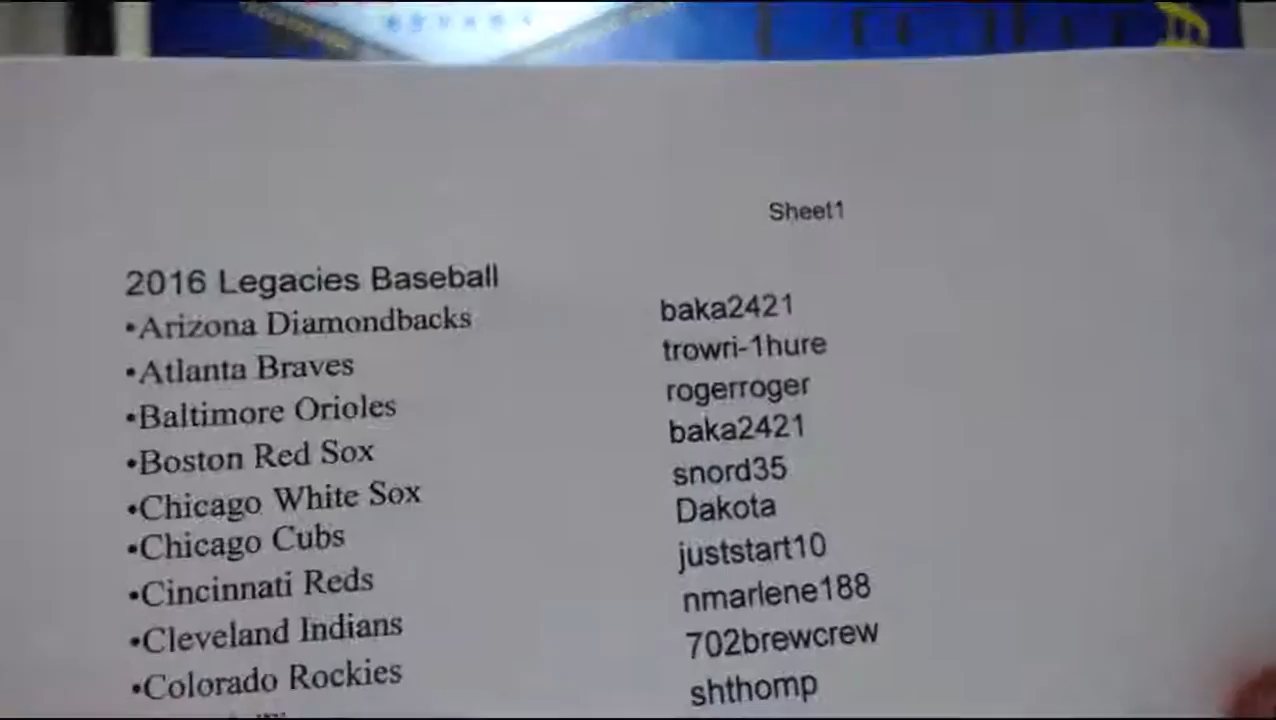 Sheet1
2016 Legacies Baseball
•Arizona Diamondbacks baka2421
•Atlanta Braves trowri-1hure
•Baltimore Orioles rogerroger
•Boston Red Sox baka2421
•Chicago White Sox snord35
•Chicago Cubs Dakota
•Cincinnati Reds juststart10
•Cleveland Indians nmarlene188
•Colorado Rockies 702brewcrew
shthomp